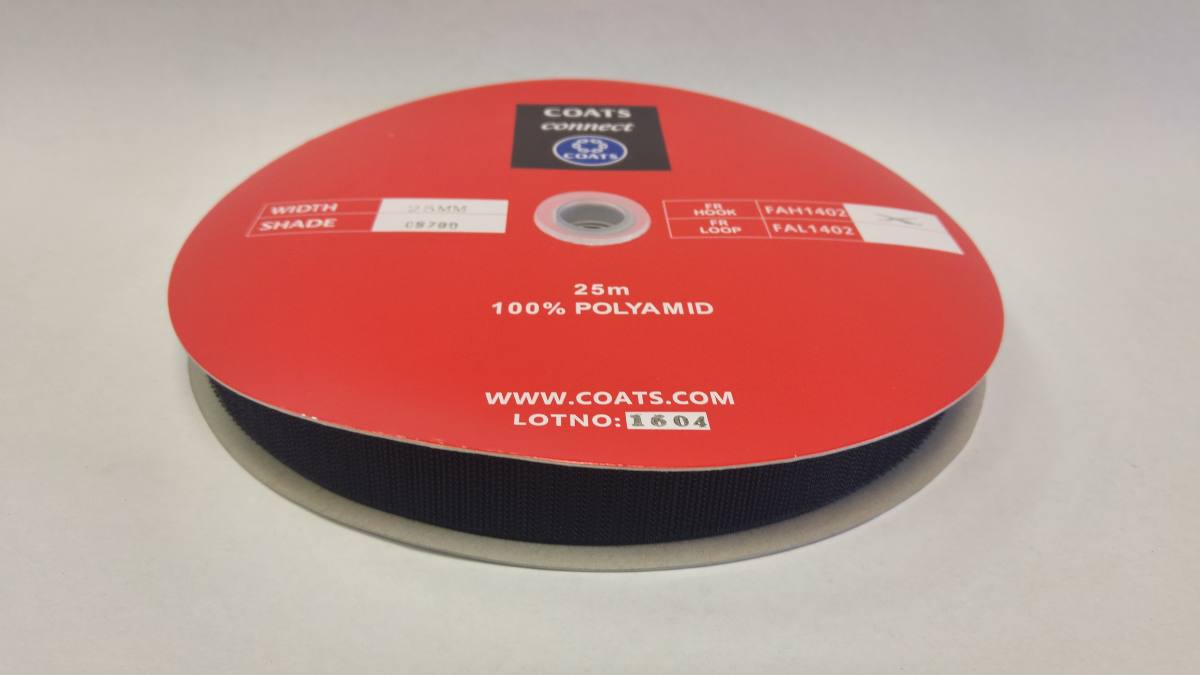 COATS
connect
COATS
WIDTH 25MM
SHADE
FR HOOK FAH1402
FR LOOP FAL1402
25m
100% POLYAMID
WWW.COATS.COM
LOTNO: 1604